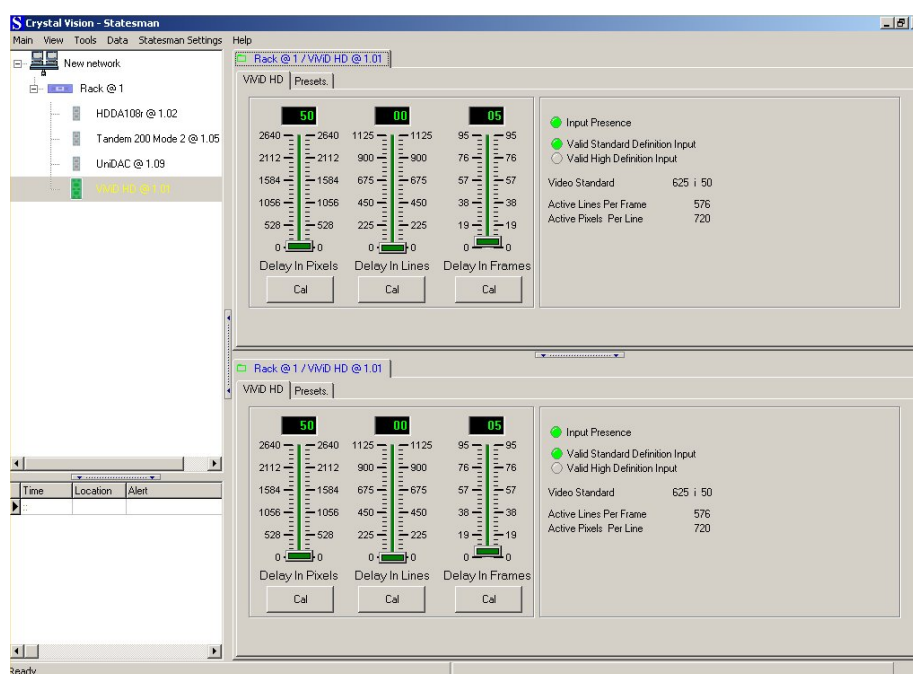 S Crystal Vision - Statesman
Main View Tools Data Statesman Settings Help
New network
Rack @ 1
HDDA108r @ 1.02
Tandem 200 Mode 2 @ 1.05
UniDAC @ 1.09
ViViD HD @ 1.01
Time Location Alert
::
Rack @ 1 / ViViD HD @ 1.01
ViViD HD Presets.
50 00 05
2640 2640 1125 1125 95 95
2112 2112 900 900 76 76
1584 1584 675 675 57 57
1056 1056 450 450 38 38
528 528 225 225 19 19
0 0 0 0 0 0
Delay In Pixels Delay In Lines Delay In Frames
Cal Cal Cal
Input Presence
Valid Standard Definition Input
Valid High Definition Input
Video Standard 625 i 50
Active Lines Per Frame 576
Active Pixels Per Line 720
Rack @ 1 / ViViD HD @ 1.01
ViViD HD Presets.
50 00 05
2640 2640 1125 1125 95 95
2112 2112 900 900 76 76
1584 1584 675 675 57 57
1056 1056 450 450 38 38
528 528 225 225 19 19
0 0 0 0 0 0
Delay In Pixels Delay In Lines Delay In Frames
Cal Cal Cal
Input Presence
Valid Standard Definition Input
Valid High Definition Input
Video Standard 625 i 50
Active Lines Per Frame 576
Active Pixels Per Line 720
Ready